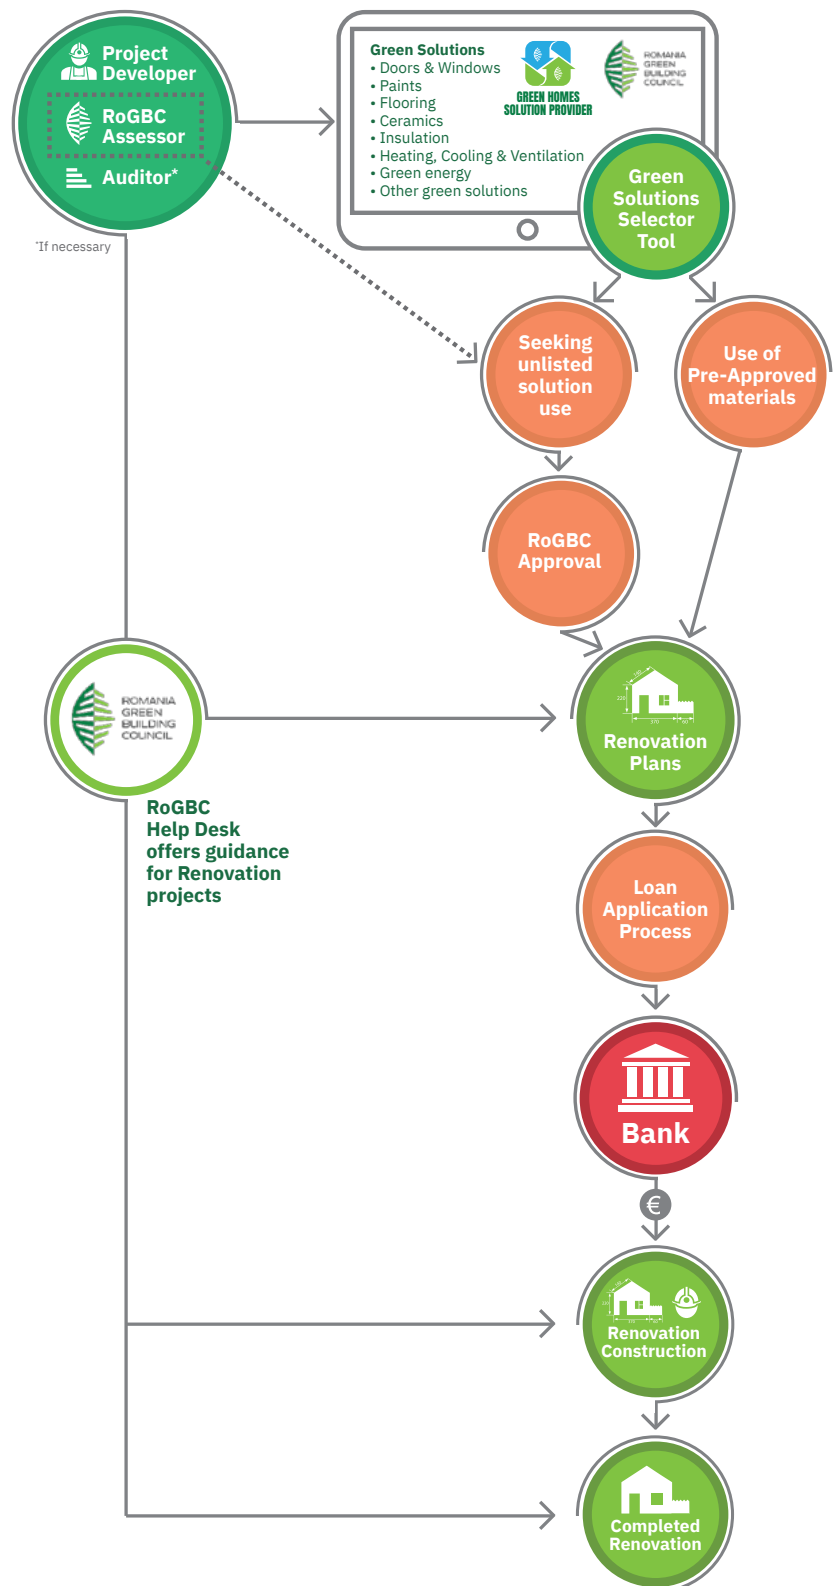 Project
Developer
RoGBC
Assessor
Auditor*
*If necessary
Green Solutions
• Doors & Windows
• Paints
• Flooring
• Ceramics
• Insulation
• Heating, Cooling & Ventilation
• Green energy
• Other green solutions
GREEN HOMES
SOLUTION PROVIDER
ROMANIA
GREEN
BUILDING
COUNCIL
Green
Solutions
Selector
Tool
Seeking
unlisted
solution
use
Use of
Pre-Approved
materials
RoGBC
Approval
ROMANIA
GREEN
BUILDING
COUNCIL
RoGBC
Help Desk
offers guidance
for Renovation
projects
370
60
Renovation
Plans
Loan
Application
Process
Bank
€
Renovation
Construction
Completed
Renovation